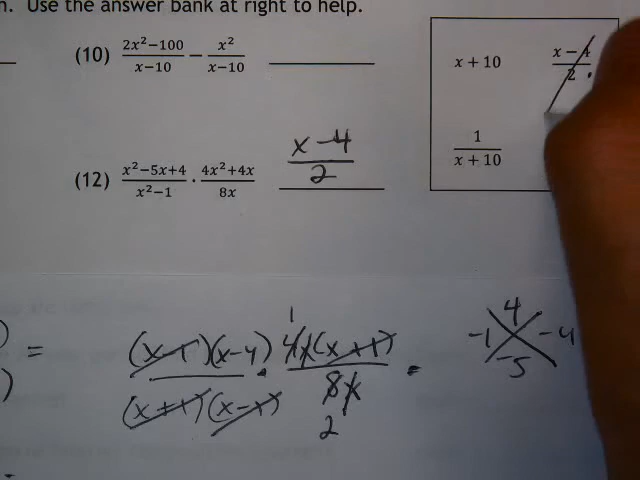 n. Use the answer bank at right to help.
(10) 2x²−100/x−10 − x²/x−10
x + 10
x − 4/2
(12) x²−5x+4/x²−1 · 4x²+4x/8x
x − 4/2
1/x + 10
) = (x−1)(x−4)/(x+1)(x−1) · 4x(x+1)/8x
1
2
4
−1 −4
−5
)